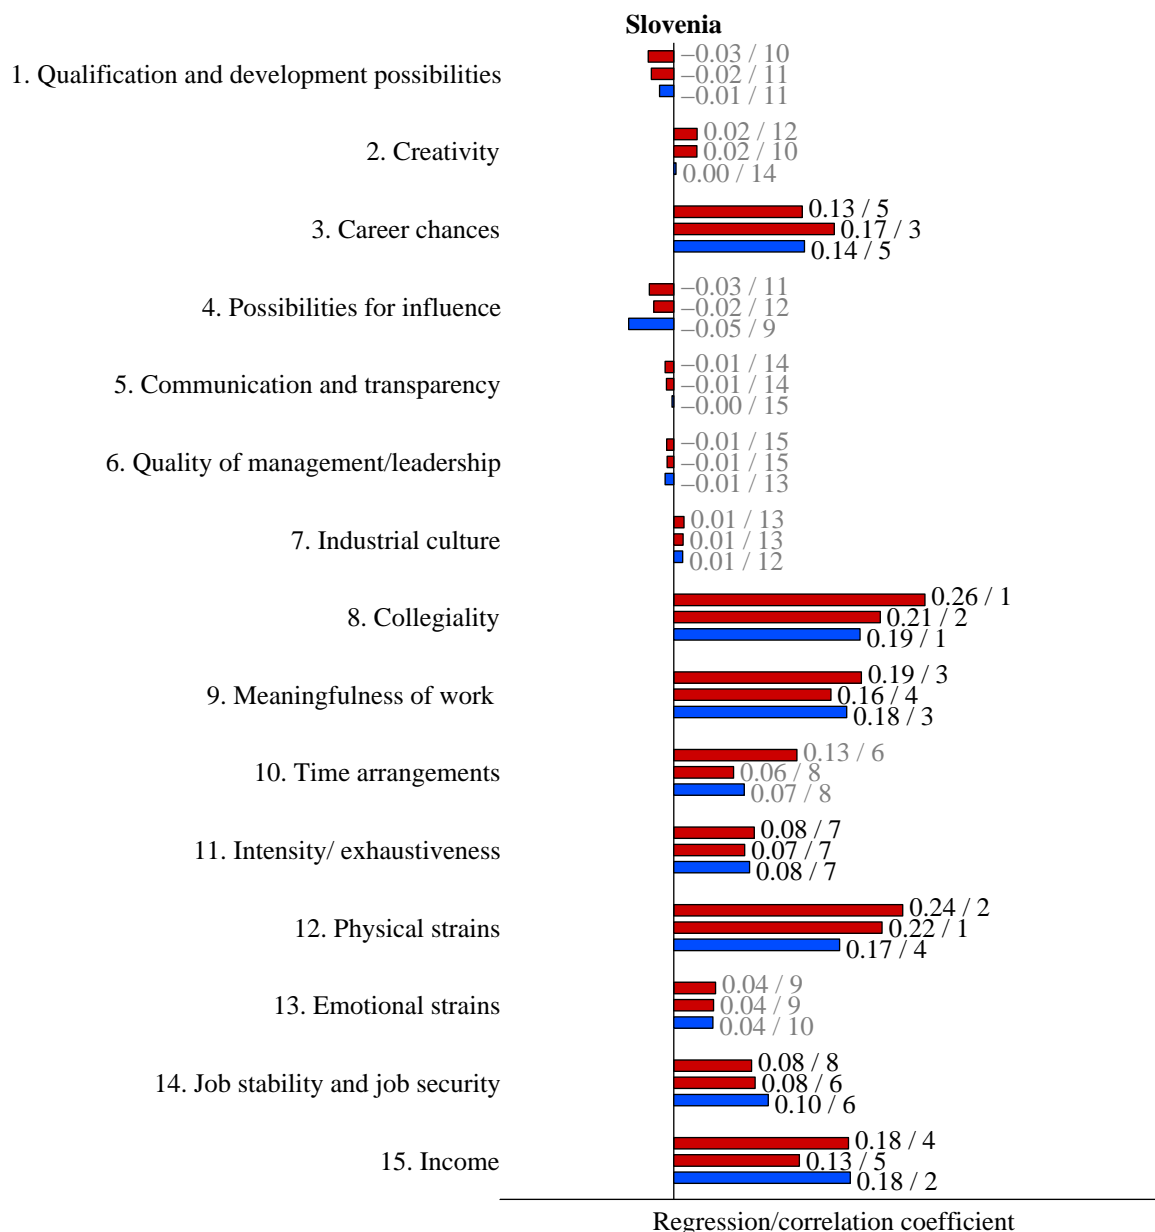 Slovenia
1. Qualification and development possibilities
–0.03 / 10
–0.02 / 11
–0.01 / 11
2. Creativity
0.02 / 12
0.02 / 10
0.00 / 14
3. Career chances
0.13 / 5
0.17 / 3
0.14 / 5
4. Possibilities for influence
–0.03 / 11
–0.02 / 12
–0.05 / 9
5. Communication and transparency
–0.01 / 14
–0.01 / 14
–0.00 / 15
6. Quality of management/leadership
–0.01 / 15
–0.01 / 15
–0.01 / 13
7. Industrial culture
0.01 / 13
0.01 / 13
0.01 / 12
8. Collegiality
0.26 / 1
0.21 / 2
0.19 / 1
9. Meaningfulness of work
0.19 / 3
0.16 / 4
0.18 / 3
10. Time arrangements
0.13 / 6
0.06 / 8
0.07 / 8
11. Intensity/ exhaustiveness
0.08 / 7
0.07 / 7
0.08 / 7
12. Physical strains
0.24 / 2
0.22 / 1
0.17 / 4
13. Emotional strains
0.04 / 9
0.04 / 9
0.04 / 10
14. Job stability and job security
0.08 / 8
0.08 / 6
0.10 / 6
15. Income
0.18 / 4
0.13 / 5
0.18 / 2
Regression/correlation coefficient